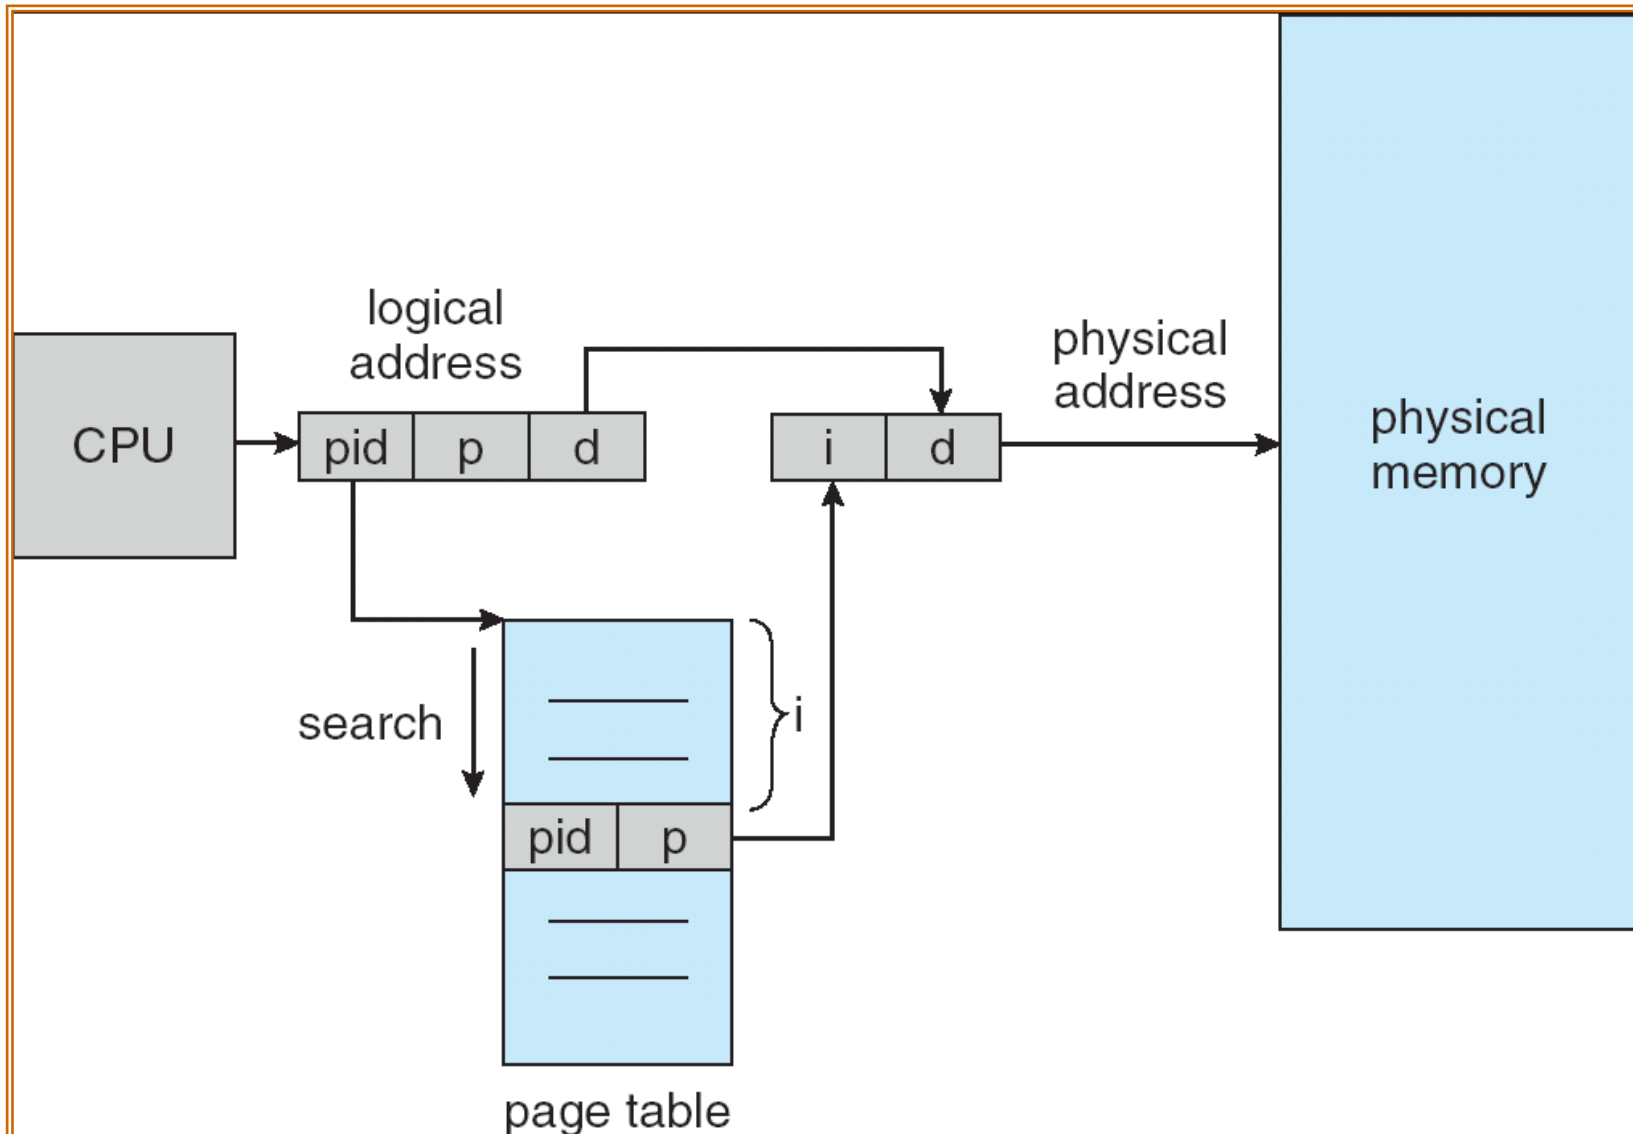 logical
address
physical
address
CPU
pid p d
i d
physical
memory
search
i
pid p
page table